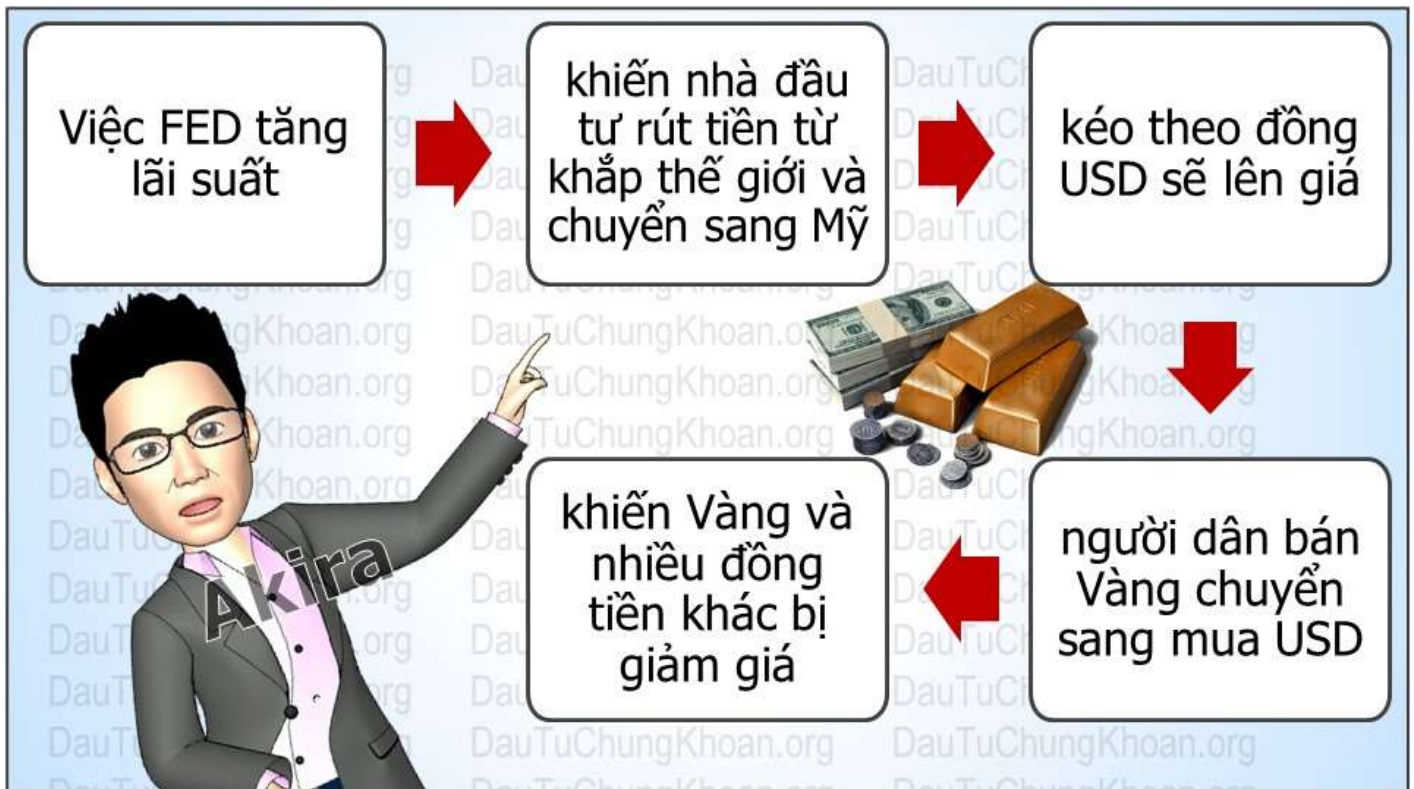 Việc FED tăng
lãi suất
khiến nhà đầu
tư rút tiền từ
khắp thế giới và
chuyển sang Mỹ
kéo theo đồng
USD sẽ lên giá
người dân bán
Vàng chuyển
sang mua USD
khiến Vàng và
nhiều đồng
tiền khác bị
giảm giá
Akira
DauTuChungKhoan.org